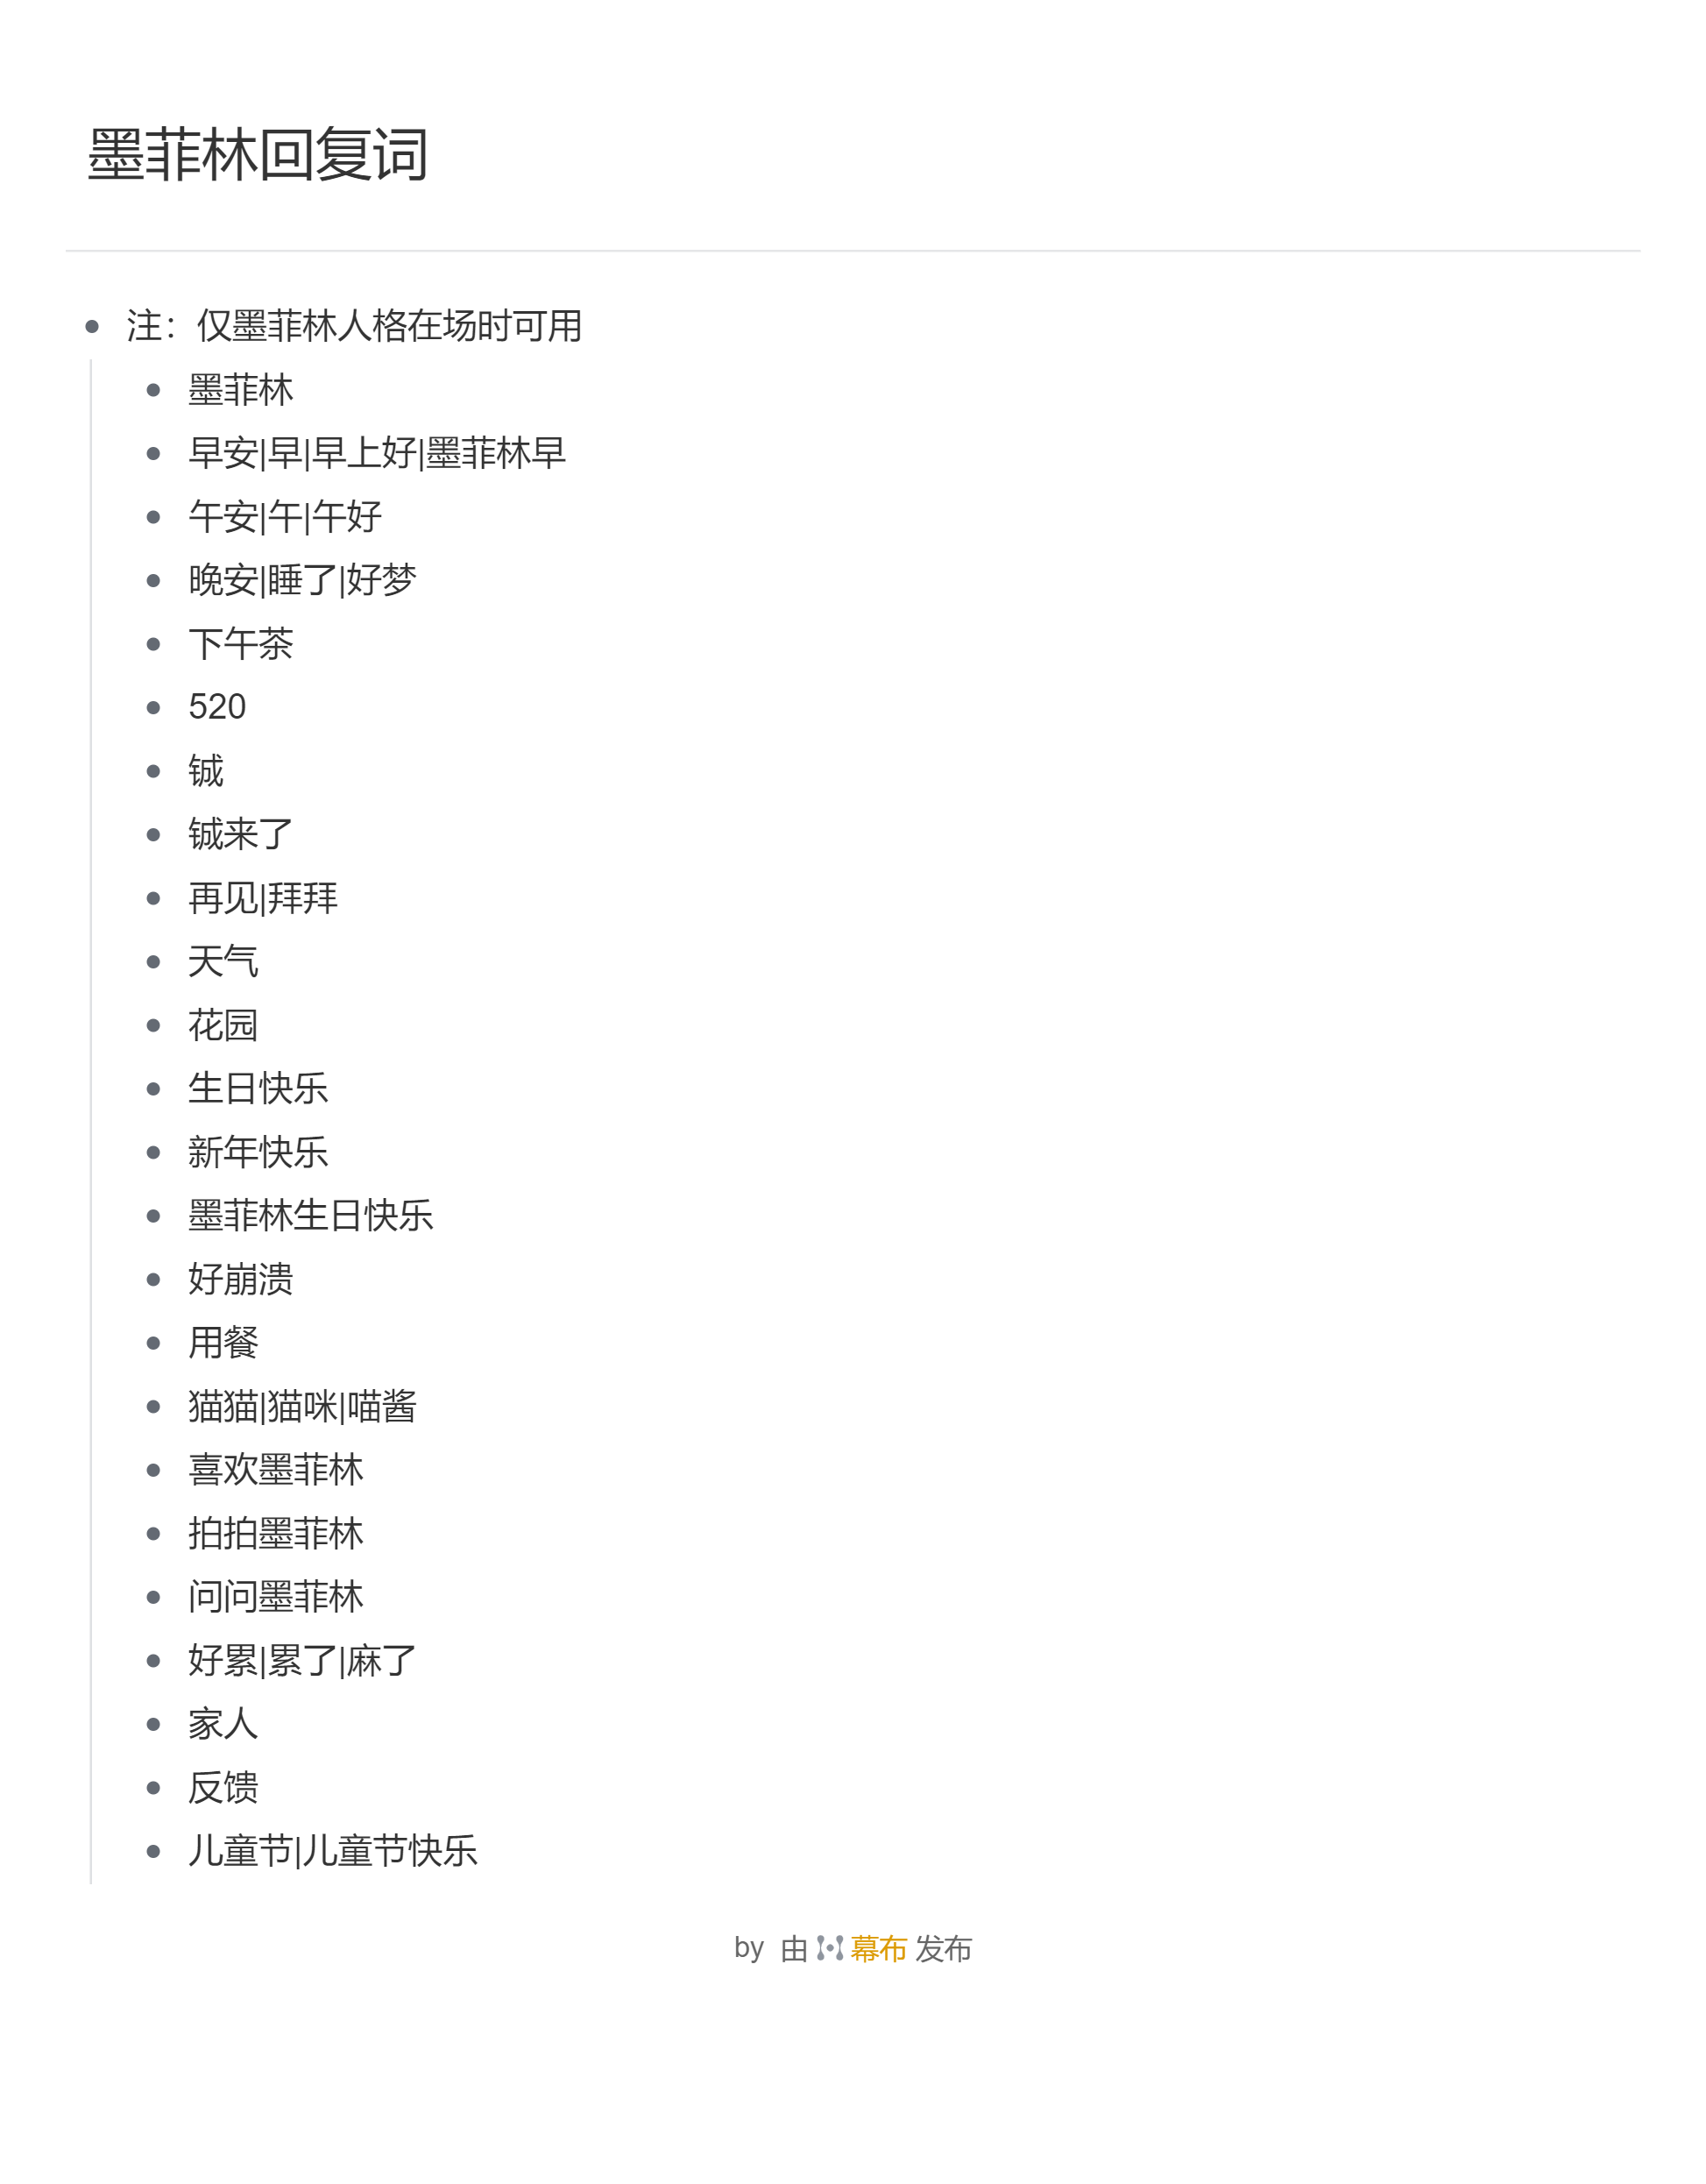 墨菲林回复词
注：仅墨菲林人格在场时可用
墨菲林
早安|早|早上好|墨菲林早
午安|午|午好
晚安|睡了|好梦
下午茶
520
铖
铖来了
再见|拜拜
天气
花园
生日快乐
新年快乐
墨菲林生日快乐
好崩溃
用餐
猫猫|猫咪|喵酱
喜欢墨菲林
拍拍墨菲林
问问墨菲林
好累|累了|麻了
家人
反馈
儿童节|儿童节快乐
by 由 幕布 发布